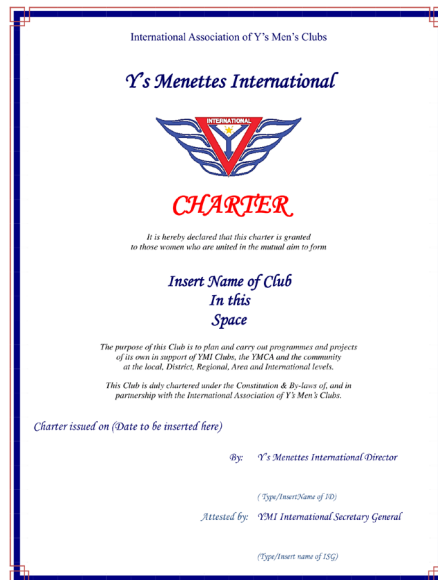 International Association of Y's Men's Clubs
Y's Menettes International
INTERNATIONAL
CHARTER
It is hereby declared that this charter is granted
to those women who are united in the mutual aim to form
Insert Name of Club
In this
Space
The purpose of this Club is to plan and carry out programmes and projects
of its own in support of YMI Clubs, the YMCA and the community
at the local, District, Regional, Area and International levels.
This Club is duly chartered under the Constitution & By-laws of, and in
partnership with the International Association of Y's Men's Clubs.
Charter issued on (Date to be inserted here)
By: Y's Menettes International Director
( Type/InsertName of ID)
Attested by: YMI International Secretary General
(Type/Insert name of ISG)